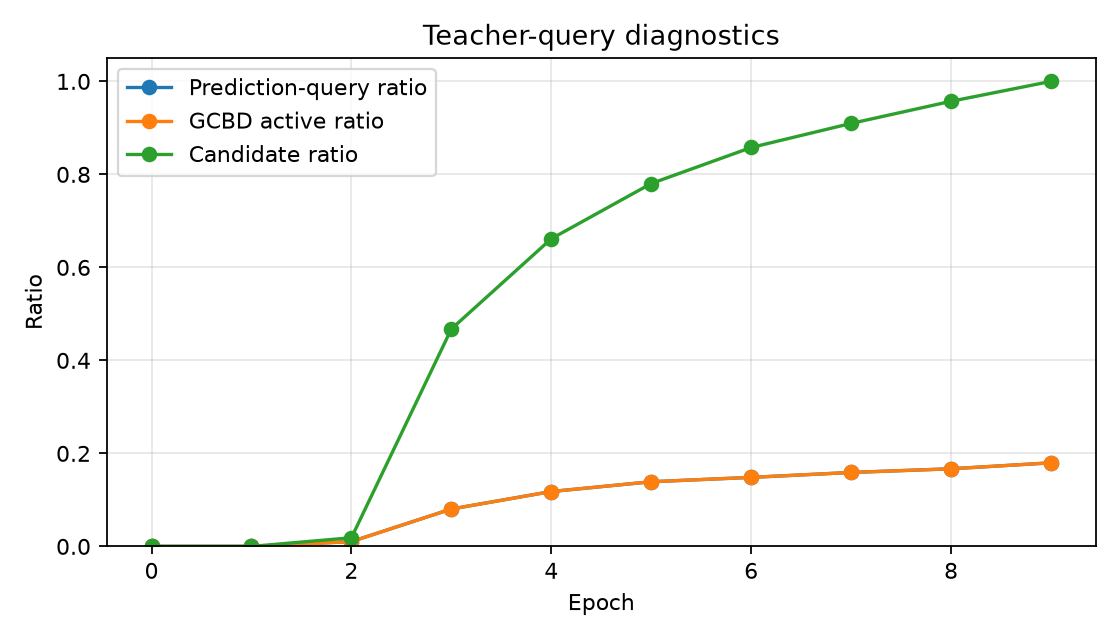 Teacher-query diagnostics
Prediction-query ratio
GCBD active ratio
Candidate ratio
1.0
0.8
0.6
0.4
0.2
0.0
Ratio
0 2 4 6 8
Epoch